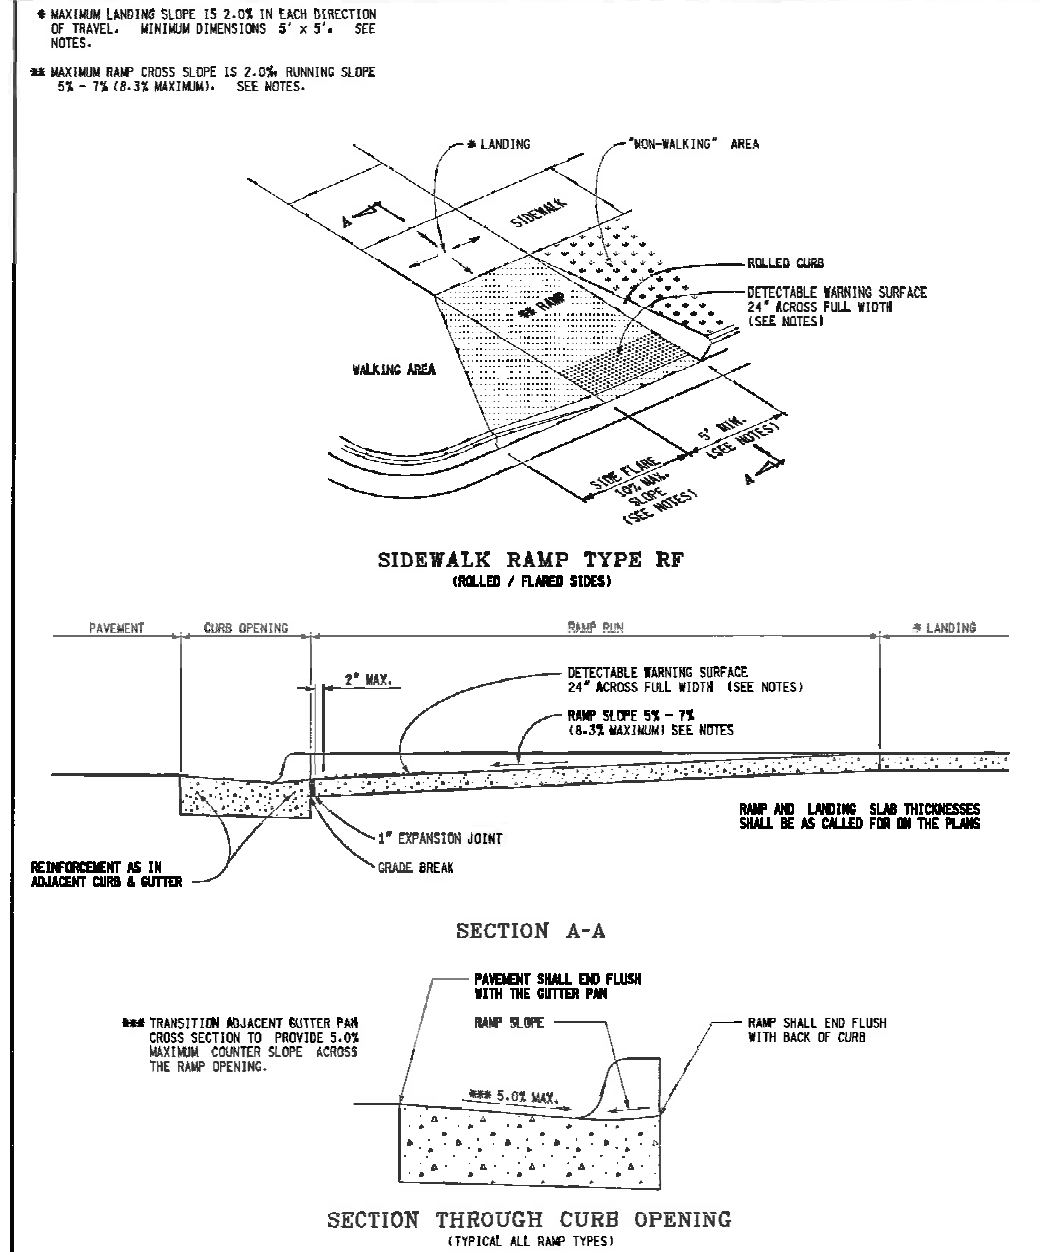 * MAXIMUM LANDING SLOPE IS 2.0% IN EACH DIRECTION
OF TRAVEL. MINIMUM DIMENSIONS 5' x 5'. SEE
NOTES.
** MAXIMUM RAMP CROSS SLOPE IS 2.0%, RUNNING SLOPE
5% - 7% (8.3% MAXIMUM). SEE NOTES.
* LANDING
"NON-WALKING" AREA
A
SIDEWALK
ROLLED CURB
DETECTABLE WARNING SURFACE
24" ACROSS FULL WIDTH
(SEE NOTES)
** RAMP
WALKING AREA
5' MIN.
(SEE NOTES)
SIDE FLARE
10% MAX.
SLOPE
(SEE NOTES)
A
SIDEWALK RAMP TYPE RF
(ROLLED / FLARED SIDES)
PAVEMENT
CURB OPENING
RAMP RUN
* LANDING
2" MAX.
DETECTABLE WARNING SURFACE
24" ACROSS FULL WIDTH (SEE NOTES)
RAMP SLOPE 5% - 7%
(8.3% MAXIMUM) SEE NOTES
RAMP AND LANDING SLAB THICKNESSES
SHALL BE AS CALLED FOR ON THE PLANS
1" EXPANSION JOINT
GRADE BREAK
REINFORCEMENT AS IN
ADJACENT CURB & GUTTER
SECTION A-A
PAVEMENT SHALL END FLUSH
WITH THE GUTTER PAN
*** TRANSITION ADJACENT GUTTER PAN
CROSS SECTION TO PROVIDE 5.0%
MAXIMUM COUNTER SLOPE ACROSS
THE RAMP OPENING.
RAMP SLOPE
RAMP SHALL END FLUSH
WITH BACK OF CURB
*** 5.0% MAX.
SECTION THROUGH CURB OPENING
(TYPICAL ALL RAMP TYPES)